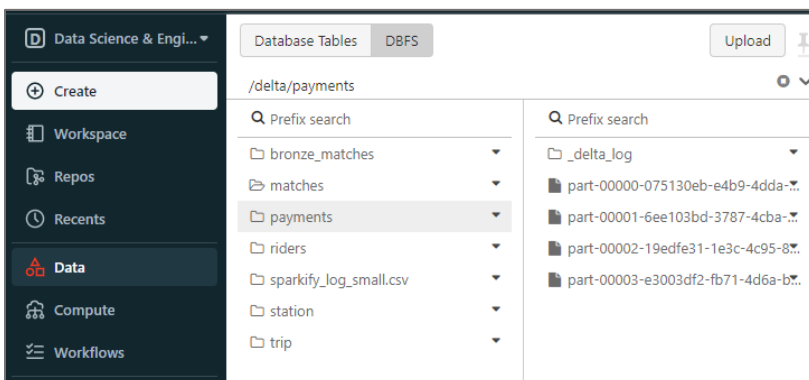 Data Science & Engi...
Create
Workspace
Repos
Recents
Data
Compute
Workflows
Database Tables
DBFS
Upload
/delta/payments
Prefix search
bronze_matches
matches
payments
riders
sparkify_log_small.csv
station
trip
Prefix search
_delta_log
part-00000-075130eb-e4b9-4dda-...
part-00001-6ee103bd-3787-4cba-...
part-00002-19edfe31-1e3c-4c95-8...
part-00003-e3003df2-fb71-4d6a-b...